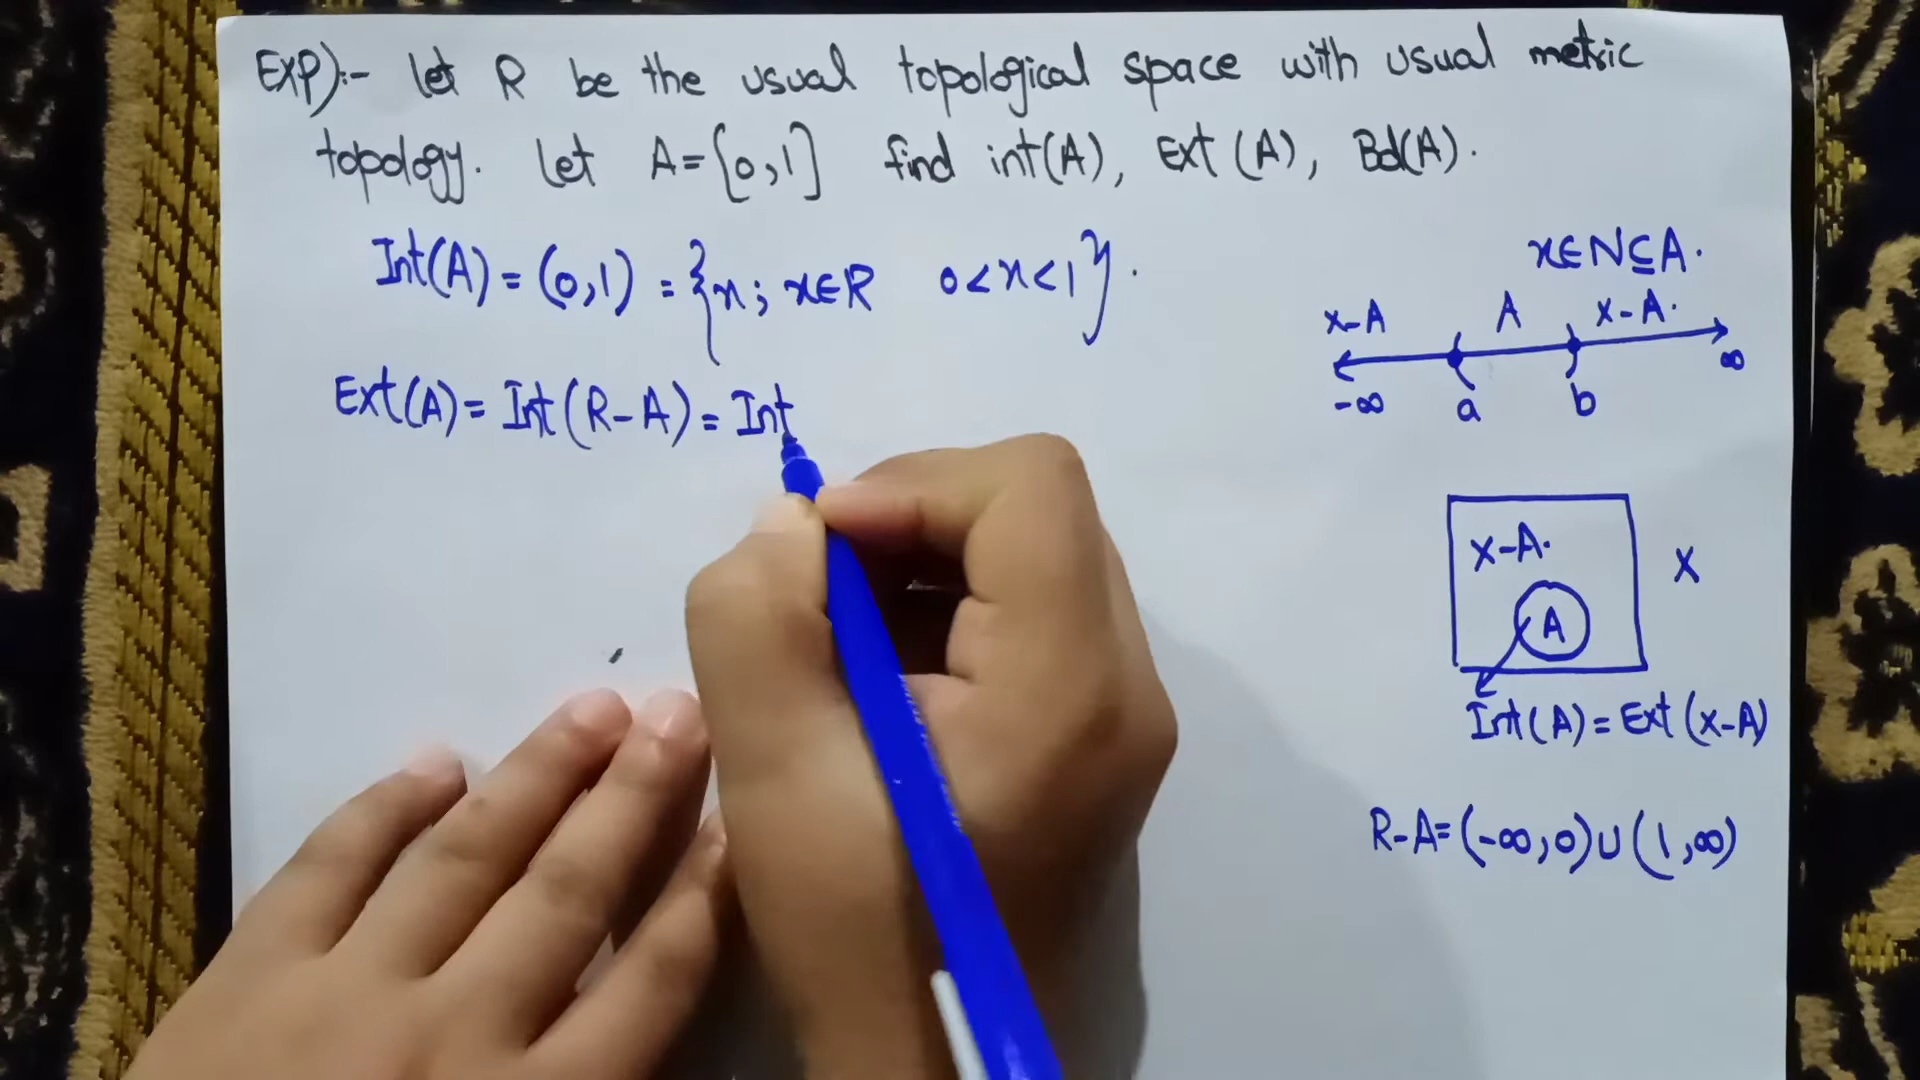 Exp):- let R be the usual topological space with usual metric
topology. Let A=[0,1] find int(A), Ext (A), Bd(A).
Int(A) = (0,1) = {x; x∈R 0<x<1}.
Ext(A) = Int(R-A) = Int
x∈N⊆A.
x-A A x-A.
-∞ a b ∞
x-A.
X
A
Int(A) = Ext (x-A)
R-A=(-∞,0)∪(1,∞)